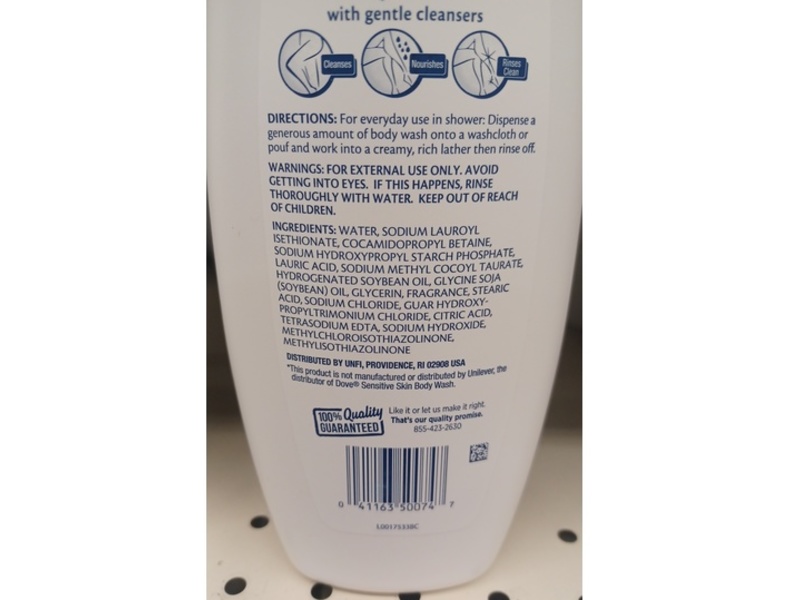 with gentle cleansers
Cleanses
Nourishes
Rinses
Clean
DIRECTIONS: For everyday use in shower: Dispense a
generous amount of body wash onto a washcloth or
pouf and work into a creamy, rich lather then rinse off.
WARNINGS: FOR EXTERNAL USE ONLY. AVOID
GETTING INTO EYES. IF THIS HAPPENS, RINSE
THOROUGHLY WITH WATER. KEEP OUT OF REACH
OF CHILDREN.
INGREDIENTS: WATER, SODIUM LAUROYL
ISETHIONATE, COCAMIDOPROPYL BETAINE,
SODIUM HYDROXYPROPYL STARCH PHOSPHATE,
LAURIC ACID, SODIUM METHYL COCOYL TAURATE,
HYDROGENATED SOYBEAN OIL, GLYCINE SOJA
(SOYBEAN) OIL, GLYCERIN, FRAGRANCE, STEARIC
ACID, SODIUM CHLORIDE, GUAR HYDROXY-
PROPYLTRIMONIUM CHLORIDE, CITRIC ACID,
TETRASODIUM EDTA, SODIUM HYDROXIDE,
METHYLCHLOROISOTHIAZOLINONE,
METHYLISOTHIAZOLINONE
DISTRIBUTED BY UNFI, PROVIDENCE, RI 02908 USA
*This product is not manufactured or distributed by Unilever, the
distributor of Dove® Sensitive Skin Body Wash.
100% Quality
GUARANTEED
Like it or let us make it right.
That's our quality promise.
855-423-2630
0 41163 50074 7
L0017533BC